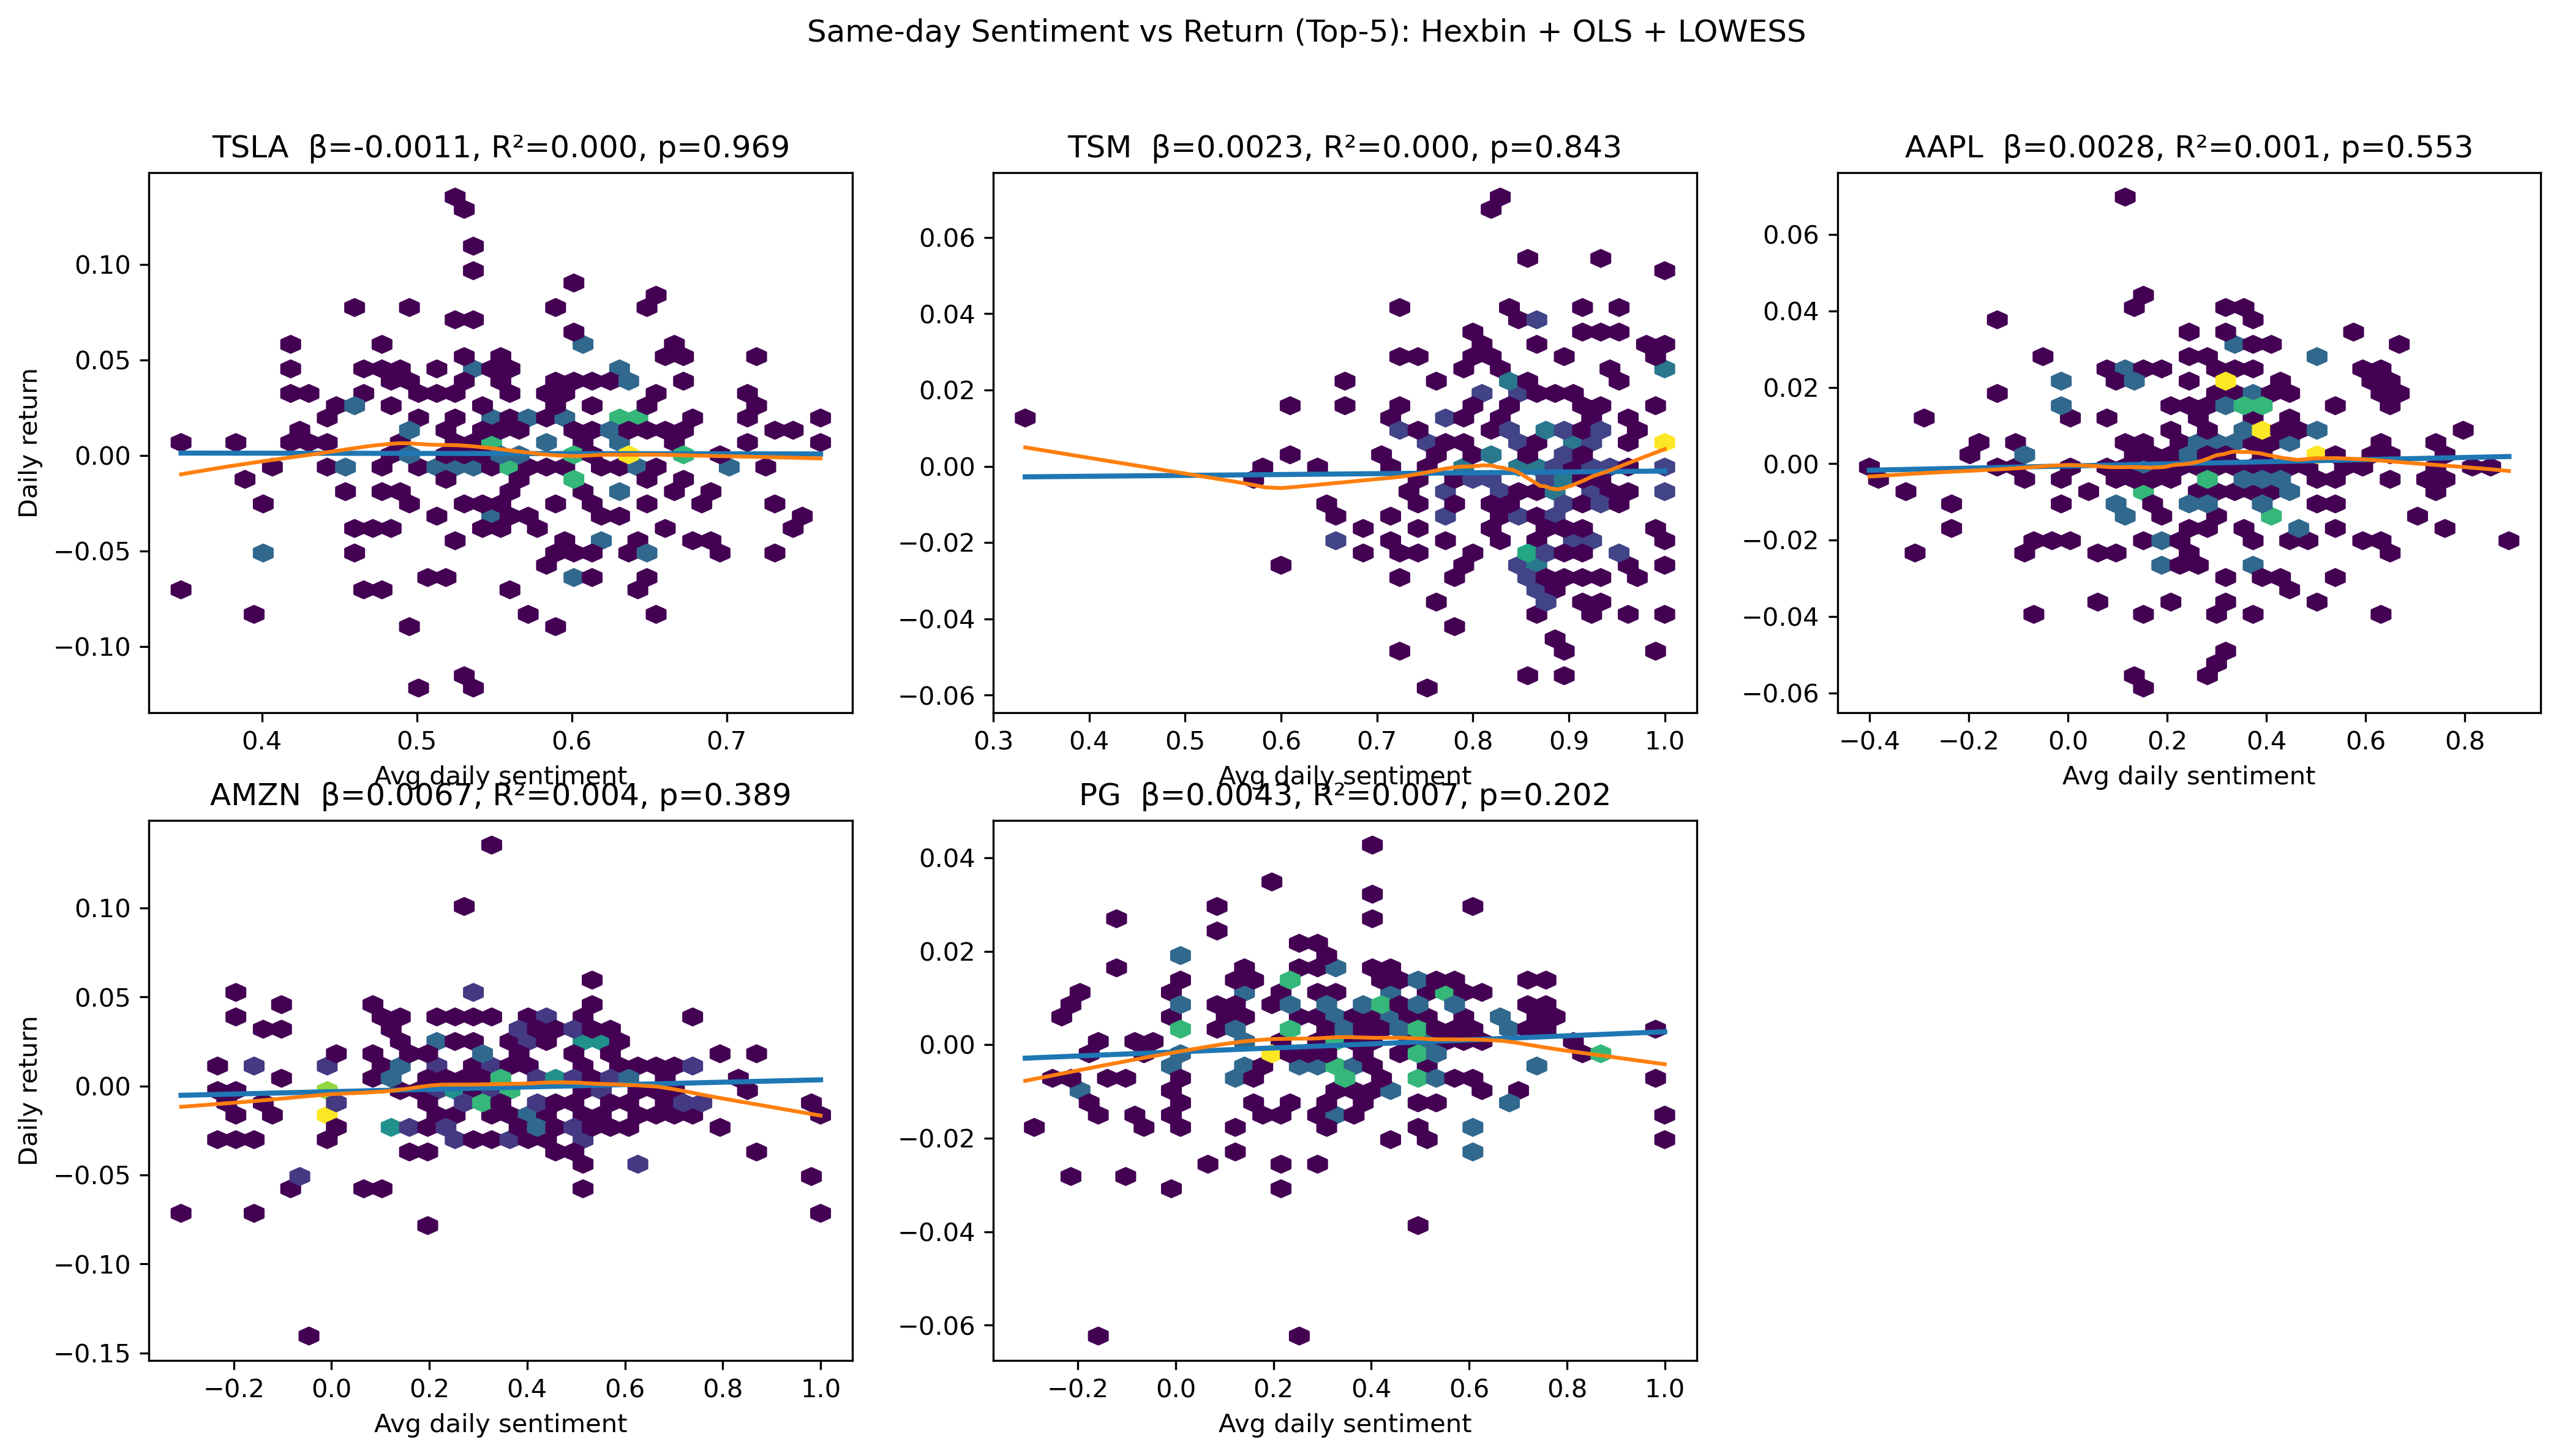 Same-day Sentiment vs Return (Top-5): Hexbin + OLS + LOWESS
TSLA  β=-0.0011, R²=0.000, p=0.969
0.10
0.05
0.00
−0.05
−0.10
Daily return
0.4 0.5 0.6 0.7
Avg daily sentiment
TSM  β=0.0023, R²=0.000, p=0.843
0.06
0.04
0.02
0.00
−0.02
−0.04
−0.06
0.3 0.4 0.5 0.6 0.7 0.8 0.9 1.0
Avg daily sentiment
AAPL  β=0.0028, R²=0.001, p=0.553
0.06
0.04
0.02
0.00
−0.02
−0.04
−0.06
−0.4 −0.2 0.0 0.2 0.4 0.6 0.8
Avg daily sentiment
AMZN  β=0.0067, R²=0.004, p=0.389
0.10
0.05
0.00
−0.05
−0.10
−0.15
Daily return
−0.2 0.0 0.2 0.4 0.6 0.8 1.0
Avg daily sentiment
PG  β=0.0043, R²=0.007, p=0.202
0.04
0.02
0.00
−0.02
−0.04
−0.06
−0.2 0.0 0.2 0.4 0.6 0.8 1.0
Avg daily sentiment